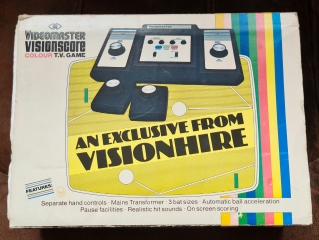 VIDEOMASTER
VISIONSCORE
COLOUR T.V. GAME
AN EXCLUSIVE FROM
VISIONHIRE
FEATURES:
Separate hand controls · Mains Transformer · 3 bat sizes · Automatic ball acceleration
Pause facilities · Realistic hit sounds · On screen scoring